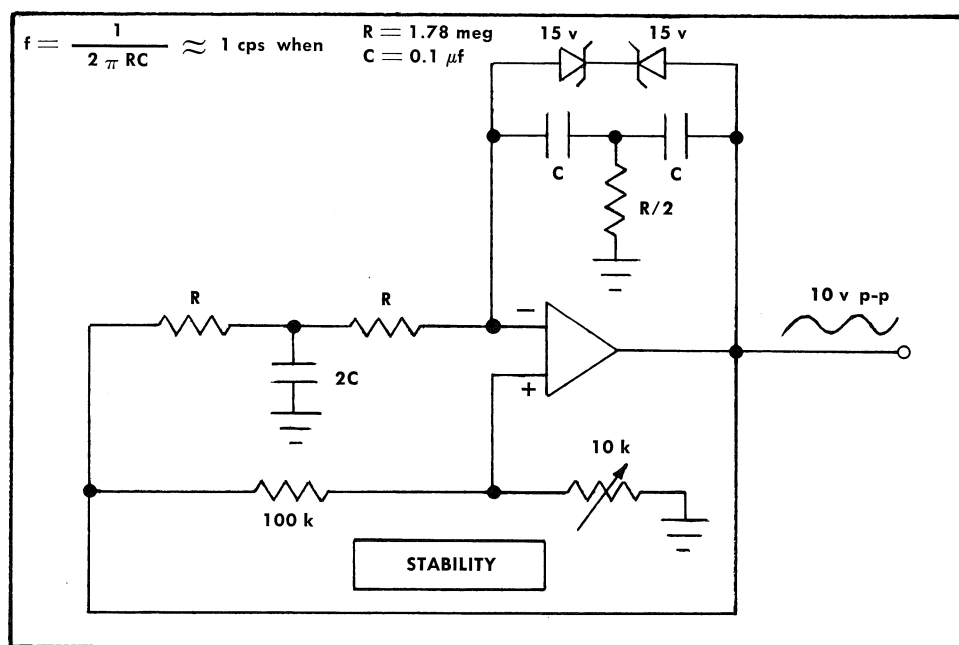 f = 1 / 2 π RC ≈ 1 cps when
R = 1.78 meg
C = 0.1 μf
15 v 15 v
C C
R/2
10 v p-p
R R
−
2C
+
10 k
100 k
STABILITY